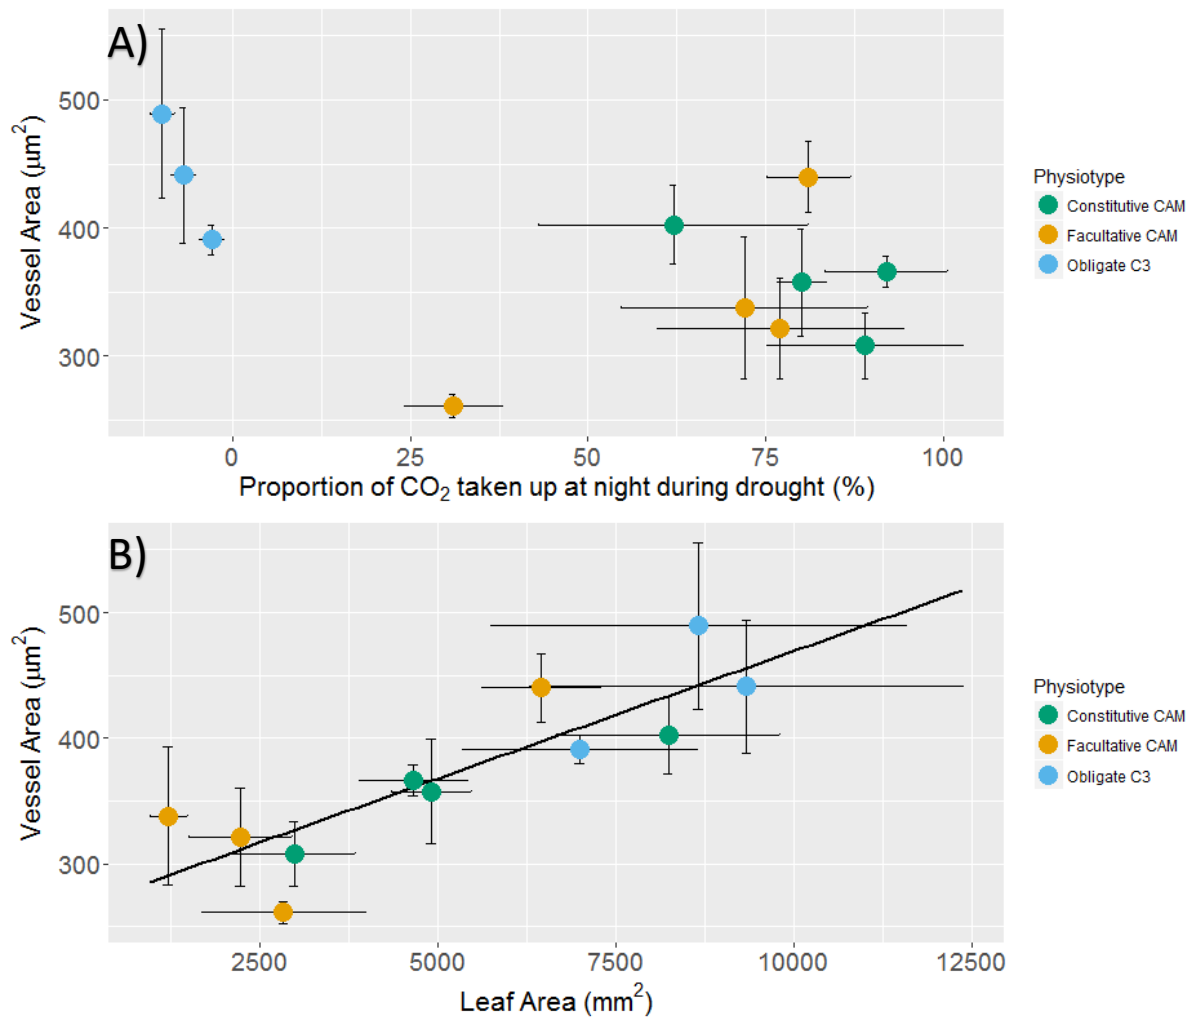 A)
500
400
300
Vessel Area (μm²)
0 25 50 75 100
Proportion of CO₂ taken up at night during drought (%)
Physiotype
Constitutive CAM
Facultative CAM
Obligate C3
B)
500
400
300
Vessel Area (μm²)
2500 5000 7500 10000 12500
Leaf Area (mm²)
Physiotype
Constitutive CAM
Facultative CAM
Obligate C3